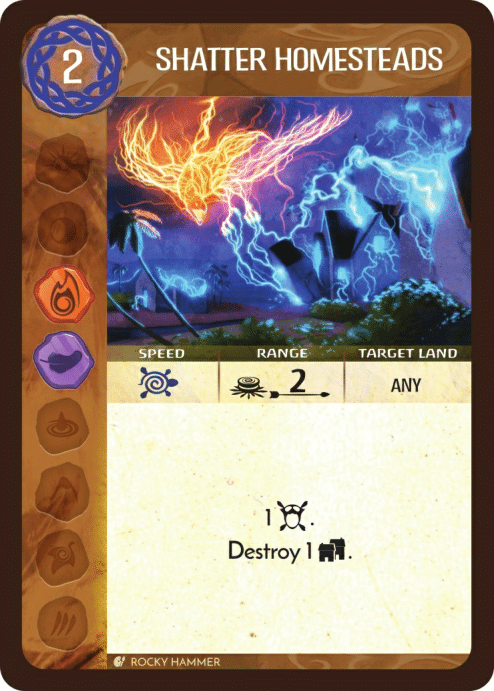 2
SHATTER HOMESTEADS
SPEED RANGE TARGET LAND
2 ANY
1 .
Destroy 1 .
ROCKY HAMMER